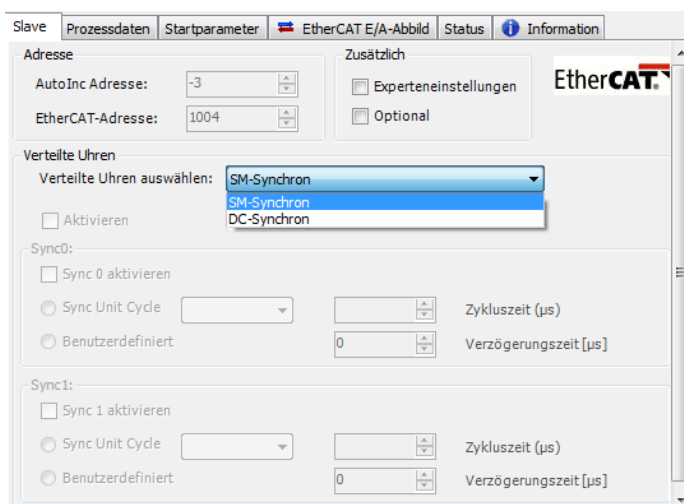 Slave Prozessdaten Startparameter EtherCAT E/A-Abbild Status Information
Adresse Zusätzlich
AutoInc Adresse: -3 Experteneinstellungen EtherCAT.
EtherCAT-Adresse: 1004 Optional
Verteilte Uhren
Verteilte Uhren auswählen: SM-Synchron
SM-Synchron
Aktivieren DC-Synchron
Sync0:
Sync 0 aktivieren
Sync Unit Cycle Zykluszeit (µs)
Benutzerdefiniert 0 Verzögerungszeit [µs]
Sync1:
Sync 1 aktivieren
Sync Unit Cycle Zykluszeit (µs)
Benutzerdefiniert 0 Verzögerungszeit [µs]